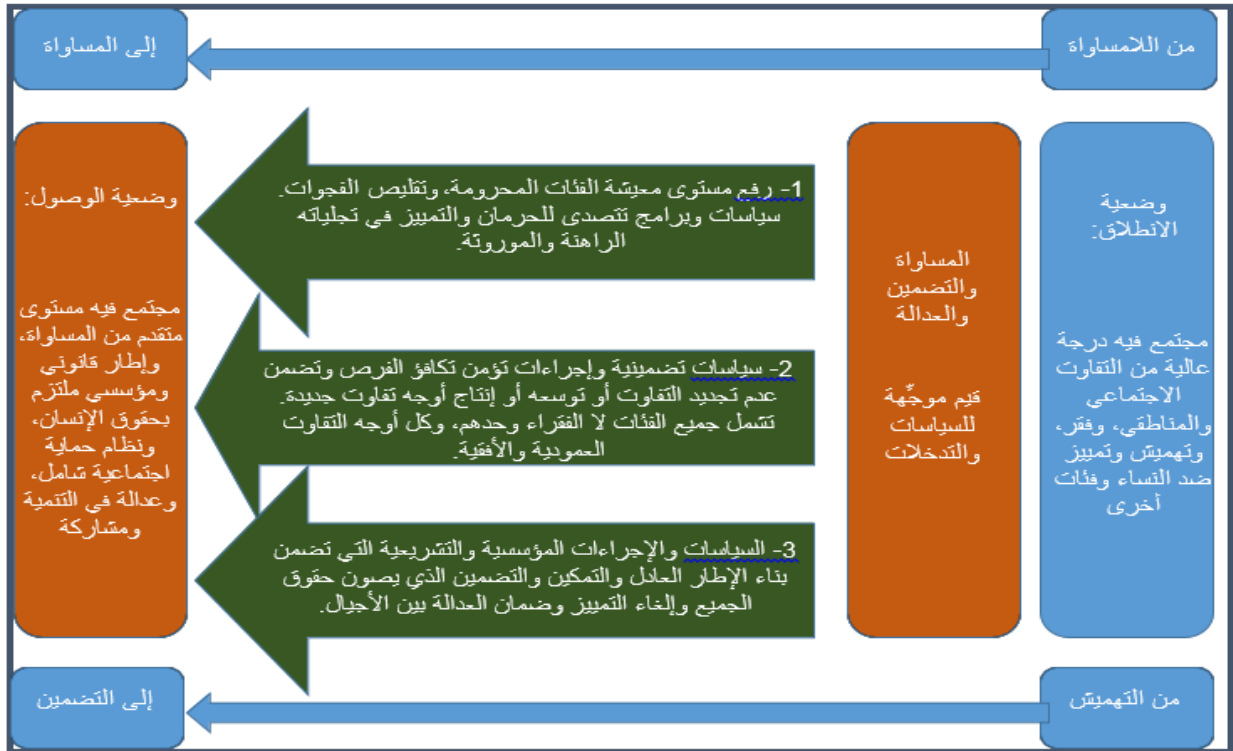 من اللامساواة
إلى المساواة
وضعية
الانطلاق:
مجتمع فيه درجة
عالية من التفاوت
الاجتماعي
والمناطقي، وفقر،
وتهميش وتمييز
ضد النساء وفئات
أخرى
المساواة
والتضمين
والعدالة
قيم موجِّهة
للسياسات
والتدخلات
1- رفع مستوى معيشة الفئات المحرومة، وتقليص الفجوات.
سياسات وبرامج تتصدى للحرمان والتمييز في تجلياته
الراهنة والموروثة.
2- سياسات تضمينية وإجراءات تؤمن تكافؤ الفرص وتضمن
عدم تجديد التفاوت أو توسعه أو إنتاج أوجه تفاوت جديدة.
تشمل جميع الفئات لا الفقراء وحدهم، وكل أوجه التفاوت
العمودية والأفقية.
3- السياسات والإجراءات المؤسسية والتشريعية التي تضمن
بناء الإطار العادل والتمكين والتضمين الذي يصون حقوق
الجميع وإلغاء التمييز وضمان العدالة بين الأجيال.
وضعية الوصول:
مجتمع فيه مستوى
متقدم من المساواة،
وإطار قانوني
ومؤسسي ملتزم
بحقوق الإنسان،
ونظام حماية
اجتماعية شامل،
وعدالة في التنمية
ومشاركة
من التهميش
إلى التضمين